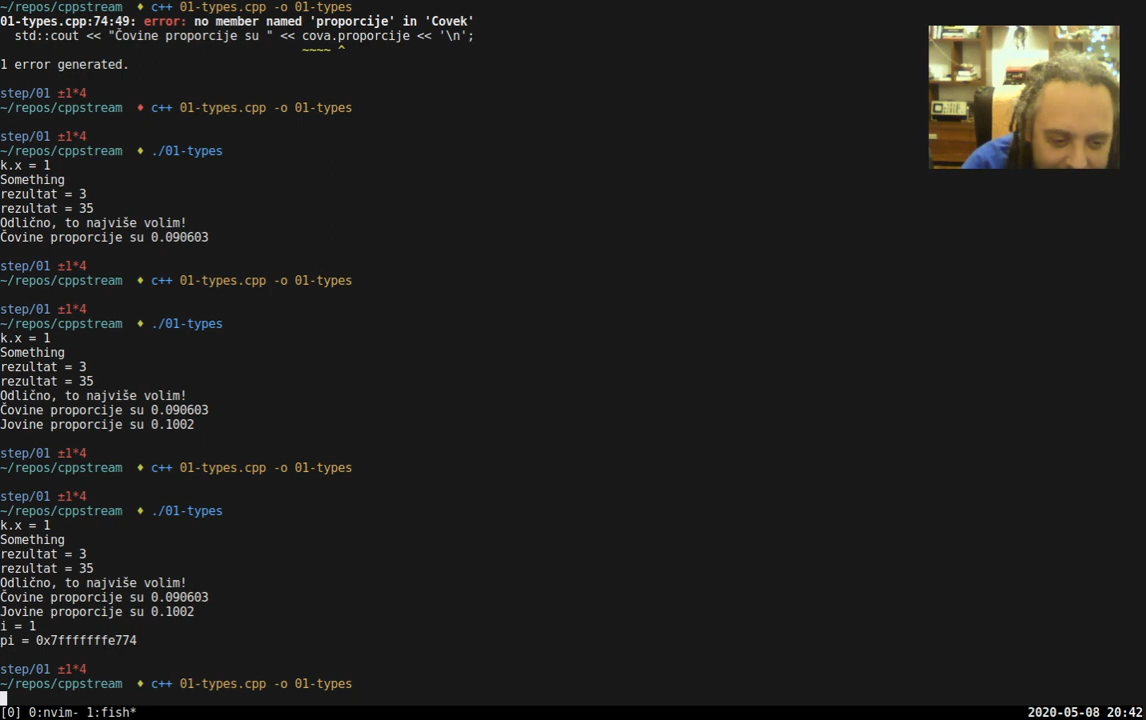 ~/repos/cppstream ♦ c++ 01-types.cpp -o 01-types
01-types.cpp:74:49: error: no member named 'proporcije' in 'Covek'
std::cout << "Čovine proporcije su " << cova.proporcije << '\n';
~~~~ ^
1 error generated.
step/01 ±1*4
~/repos/cppstream ♦ c++ 01-types.cpp -o 01-types
step/01 ±1*4
~/repos/cppstream ♦ ./01-types
k.x = 1
Something
rezultat = 3
rezultat = 35
Odlično, to najviše volim!
Čovine proporcije su 0.090603
step/01 ±1*4
~/repos/cppstream ♦ c++ 01-types.cpp -o 01-types
step/01 ±1*4
~/repos/cppstream ♦ ./01-types
k.x = 1
Something
rezultat = 3
rezultat = 35
Odlično, to najviše volim!
Čovine proporcije su 0.090603
Jovine proporcije su 0.1002
step/01 ±1*4
~/repos/cppstream ♦ c++ 01-types.cpp -o 01-types
step/01 ±1*4
~/repos/cppstream ♦ ./01-types
k.x = 1
Something
rezultat = 3
rezultat = 35
Odlično, to najviše volim!
Čovine proporcije su 0.090603
Jovine proporcije su 0.1002
i = 1
pi = 0x7fffffffe774
step/01 ±1*4
~/repos/cppstream ♦ c++ 01-types.cpp -o 01-types
[0] 0:nvim- 1:fish* 2020-05-08 20:42